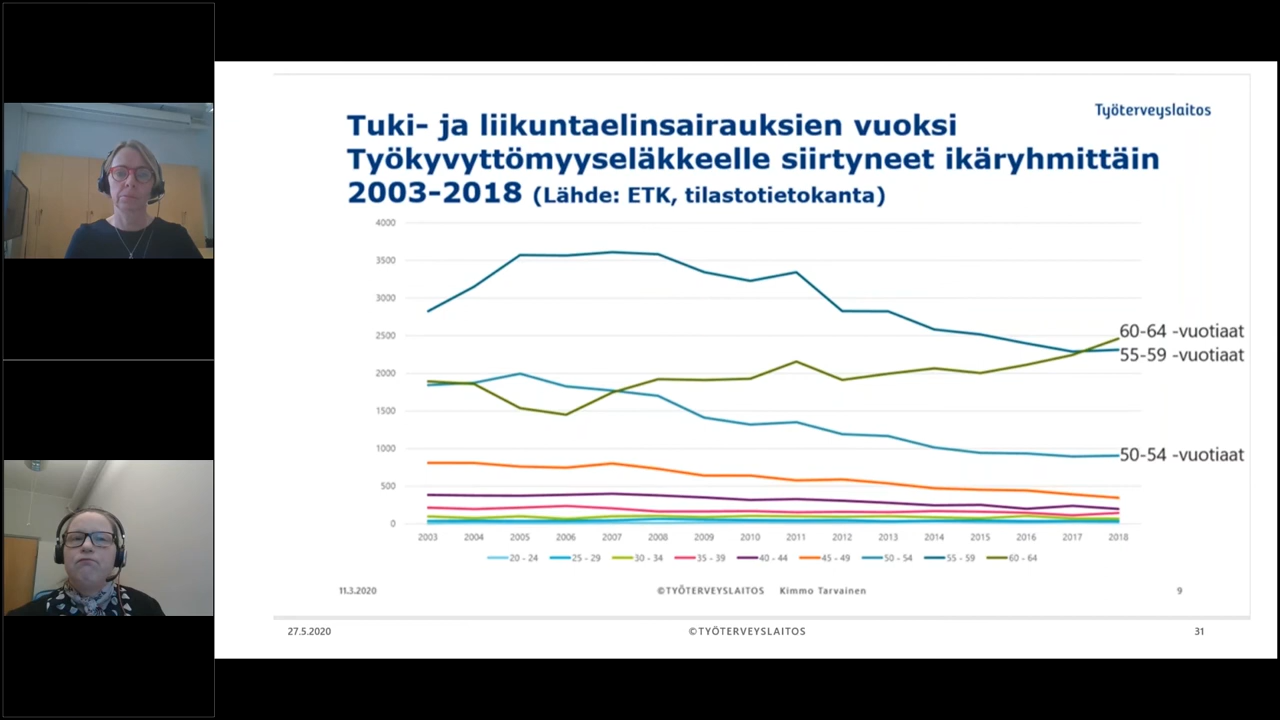 Työterveyslaitos
Tuki- ja liikuntaelinsairauksien vuoksi
Työkyvyttömyyseläkkeelle siirtyneet ikäryhmittäin
2003-2018 (Lähde: ETK, tilastotietokanta)
4000
3500
3000
2500
2000
1500
1000
500
0
60-64 -vuotiaat
55-59 -vuotiaat
50-54 -vuotiaat
2003 2004 2005 2006 2007 2008 2009 2010 2011 2012 2013 2014 2015 2016 2017 2018
20 - 24 25 - 29 30 - 34 35 - 39 40 - 44 45 - 49 50 - 54 55 - 59 60 - 64
11.3.2020 ©TYÖTERVEYSLAITOS Kimmo Tarvainen 9
27.5.2020 ©TYÖTERVEYSLAITOS 31